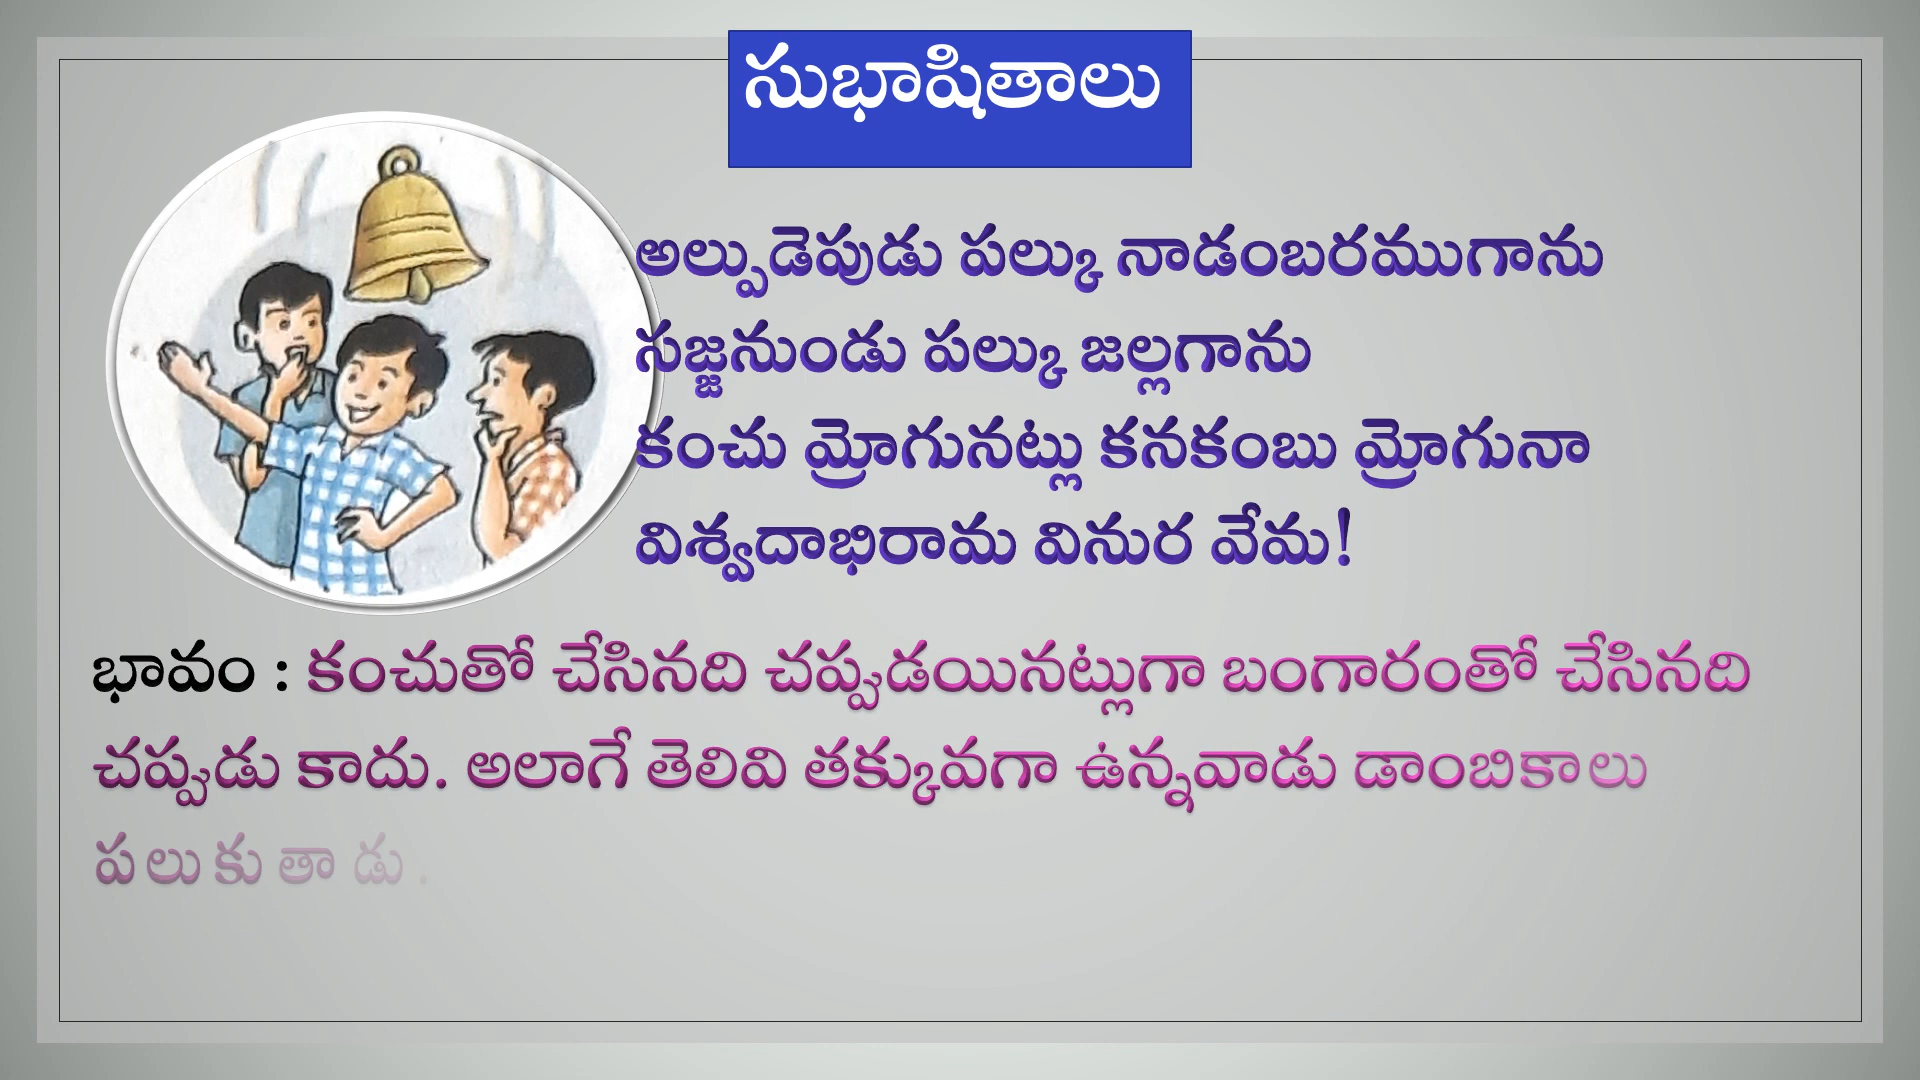 సుభాషితాలు
అల్పుడెపుడు పల్కు నాడంబరముగాను
సజ్జనుండు పల్కు జల్లగాను
కంచు మ్రోగునట్లు కనకంబు మ్రోగునా
విశ్వదాభిరామ వినుర వేమ!
భావం : కంచుతో చేసినది చప్పుడయినట్లుగా బంగారంతో చేసినది
చప్పుడు కాదు. అలాగే తెలివి తక్కువగా ఉన్నవాడు డాంబికాలు
పలుకుతాడు.